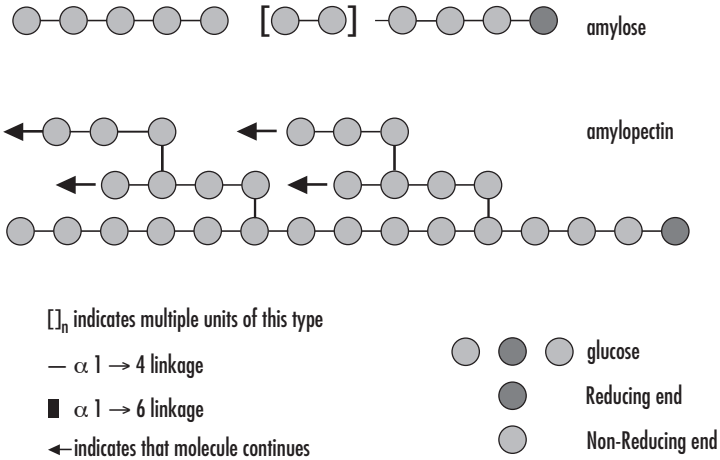 [ ] amylose
amylopectin
[]n indicates multiple units of this type
— α 1 → 4 linkage
α 1 → 6 linkage
←indicates that molecule continues
glucose
Reducing end
Non-Reducing end